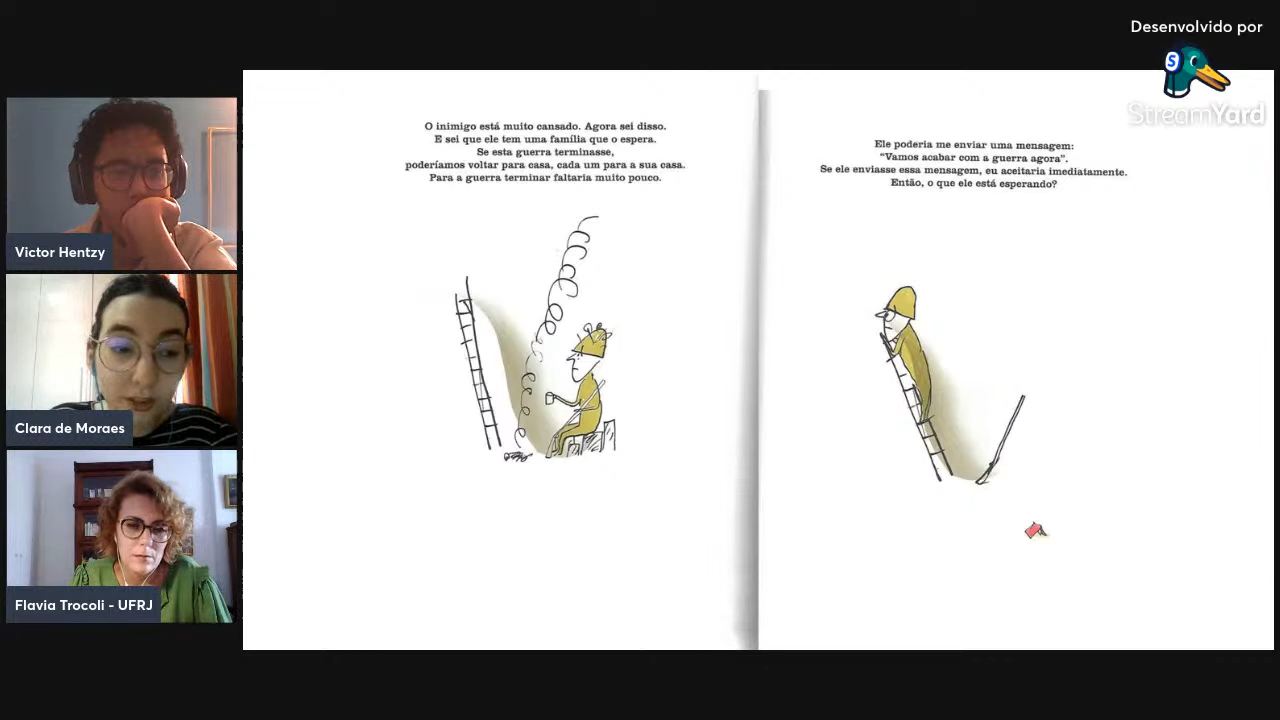 Desenvolvido por
S
StreamYard
Victor Hentzy
Clara de Moraes
Flavia Trocoli - UFRJ
O inimigo está muito cansado. Agora sei disso.
E sei que ele tem uma família que o espera.
Se esta guerra terminasse,
poderíamos voltar para casa, cada um para a sua casa.
Para a guerra terminar faltaria muito pouco.
Ele poderia me enviar uma mensagem:
“Vamos acabar com a guerra agora”.
Se ele enviasse essa mensagem, eu aceitaria imediatamente.
Então, o que ele está esperando?